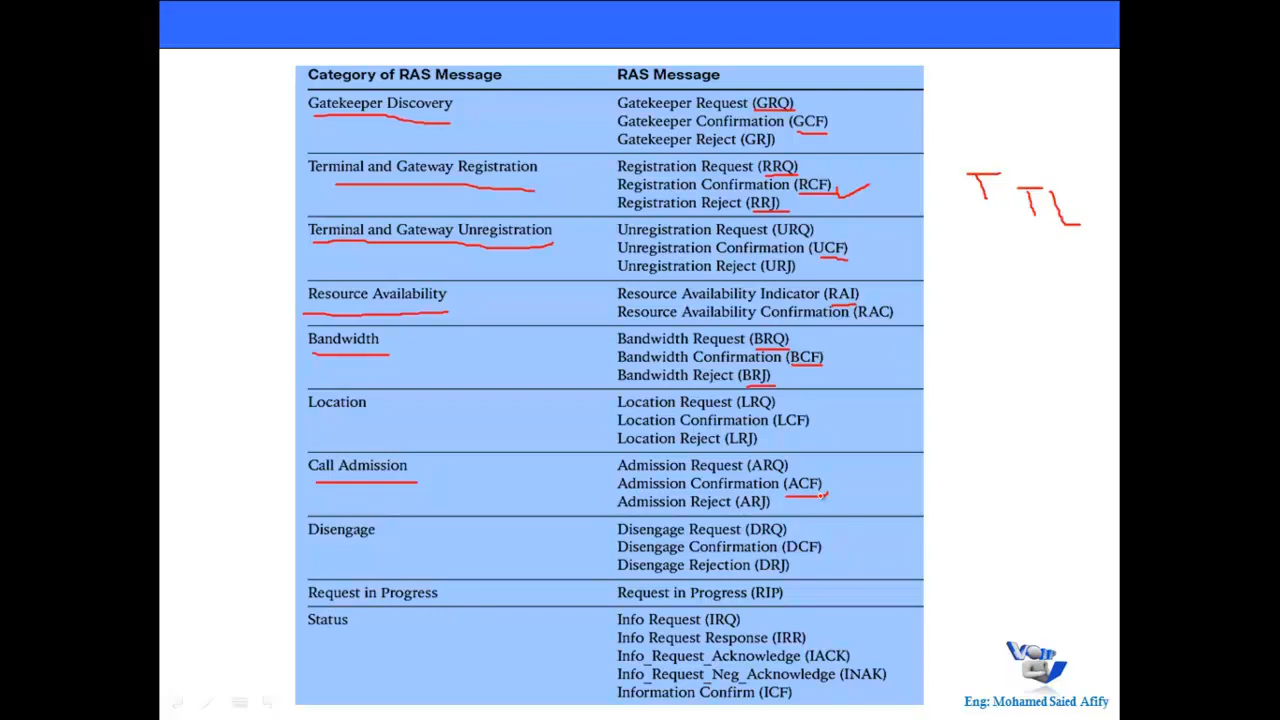 Category of RAS Message RAS Message
Gatekeeper Discovery Gatekeeper Request (GRQ)
Gatekeeper Confirmation (GCF)
Gatekeeper Reject (GRJ)
Terminal and Gateway Registration Registration Request (RRQ)
Registration Confirmation (RCF)
Registration Reject (RRJ)
T TL
Terminal and Gateway Unregistration Unregistration Request (URQ)
Unregistration Confirmation (UCF)
Unregistration Reject (URJ)
Resource Availability Resource Availability Indicator (RAI)
Resource Availability Confirmation (RAC)
Bandwidth Bandwidth Request (BRQ)
Bandwidth Confirmation (BCF)
Bandwidth Reject (BRJ)
Location Location Request (LRQ)
Location Confirmation (LCF)
Location Reject (LRJ)
Call Admission Admission Request (ARQ)
Admission Confirmation (ACF)
Admission Reject (ARJ)
Disengage Disengage Request (DRQ)
Disengage Confirmation (DCF)
Disengage Rejection (DRJ)
Request in Progress Request in Progress (RIP)
Status Info Request (IRQ)
Info Request Response (IRR)
Info_Request_Acknowledge (IACK)
Info_Request_Neg_Acknowledge (INAK)
Information Confirm (ICF)
Eng: Mohamed Saied Afify